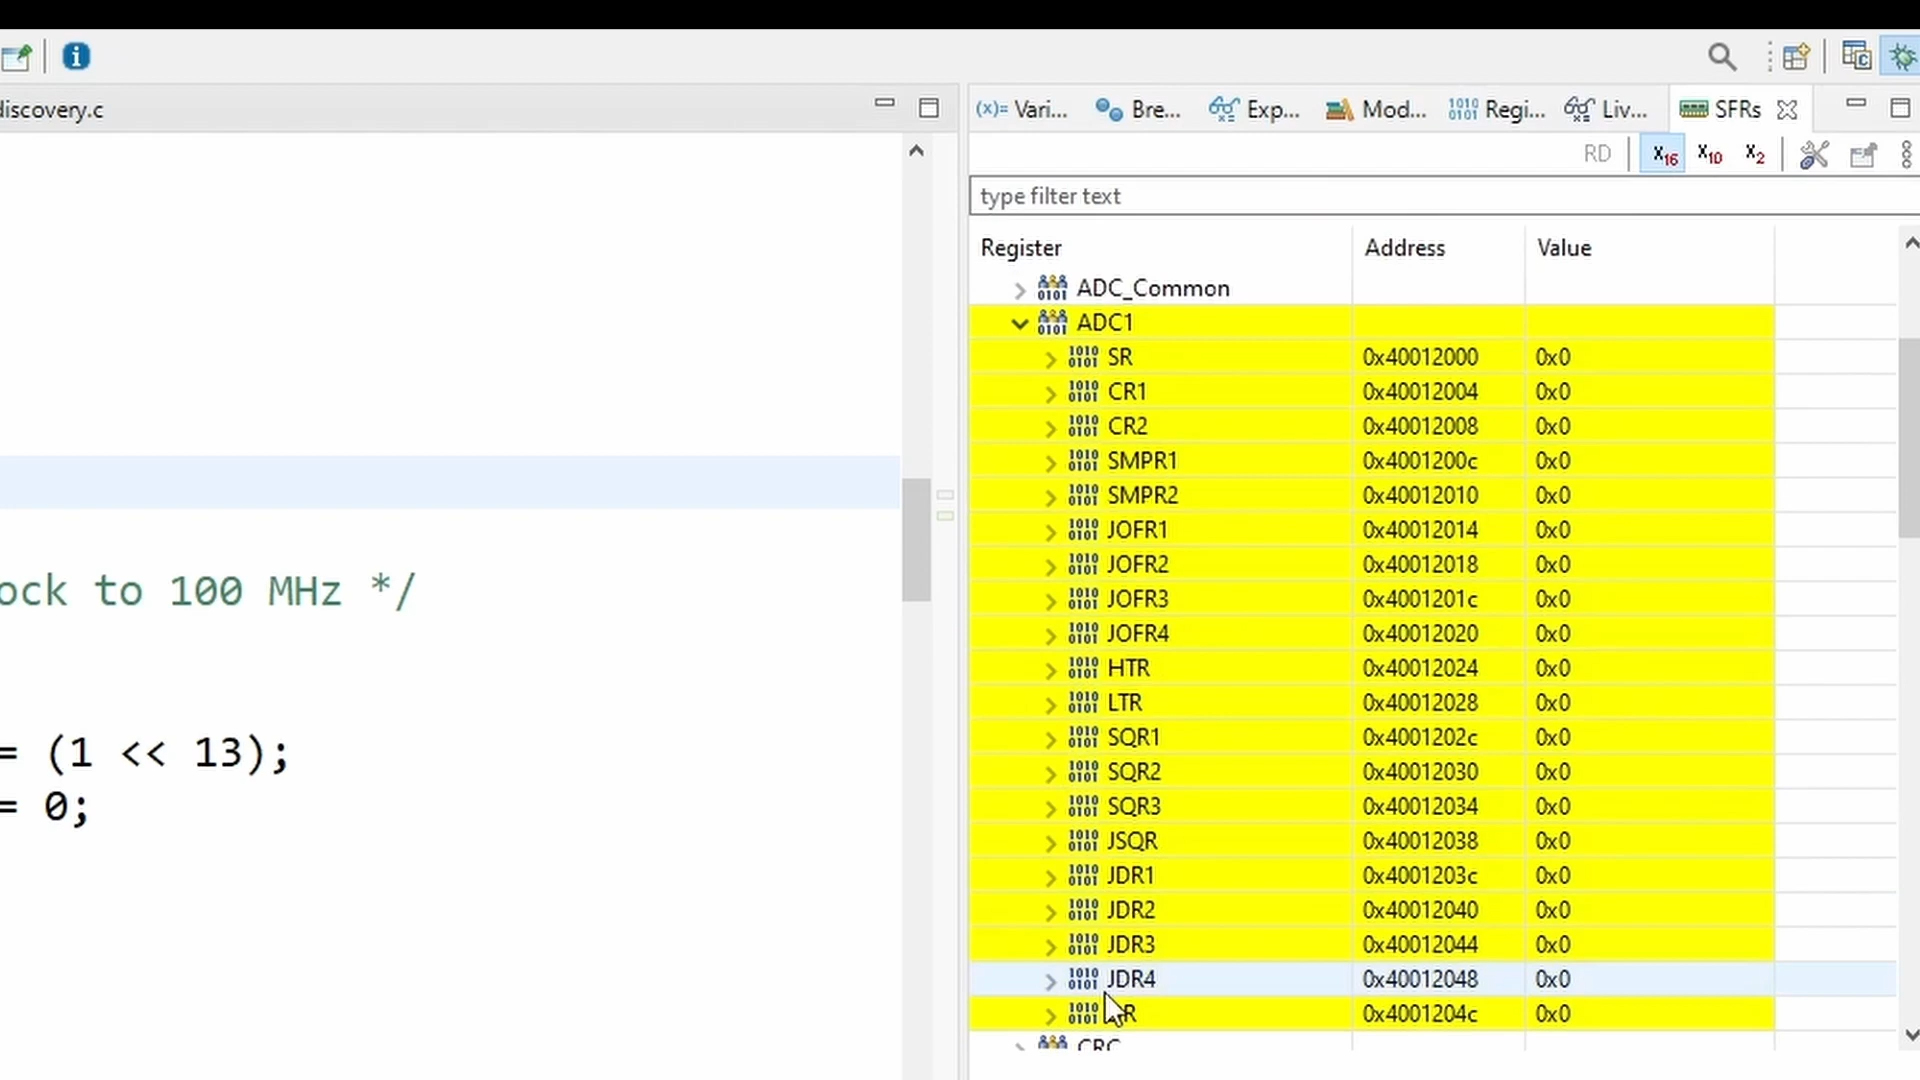 discovery.c
ock to 100 MHz */
= (1 << 13);
= 0;
(x)= Vari...
Bre...
Exp...
Mod...
1010 0101 Regi...
Liv...
SFRs
RD
X16
X10
X2
type filter text
Register Address Value
ADC_Common
ADC1
SR 0x40012000 0x0
CR1 0x40012004 0x0
CR2 0x40012008 0x0
SMPR1 0x4001200c 0x0
SMPR2 0x40012010 0x0
JOFR1 0x40012014 0x0
JOFR2 0x40012018 0x0
JOFR3 0x4001201c 0x0
JOFR4 0x40012020 0x0
HTR 0x40012024 0x0
LTR 0x40012028 0x0
SQR1 0x4001202c 0x0
SQR2 0x40012030 0x0
SQR3 0x40012034 0x0
JSQR 0x40012038 0x0
JDR1 0x4001203c 0x0
JDR2 0x40012040 0x0
JDR3 0x40012044 0x0
JDR4 0x40012048 0x0
R 0x4001204c 0x0
CRC